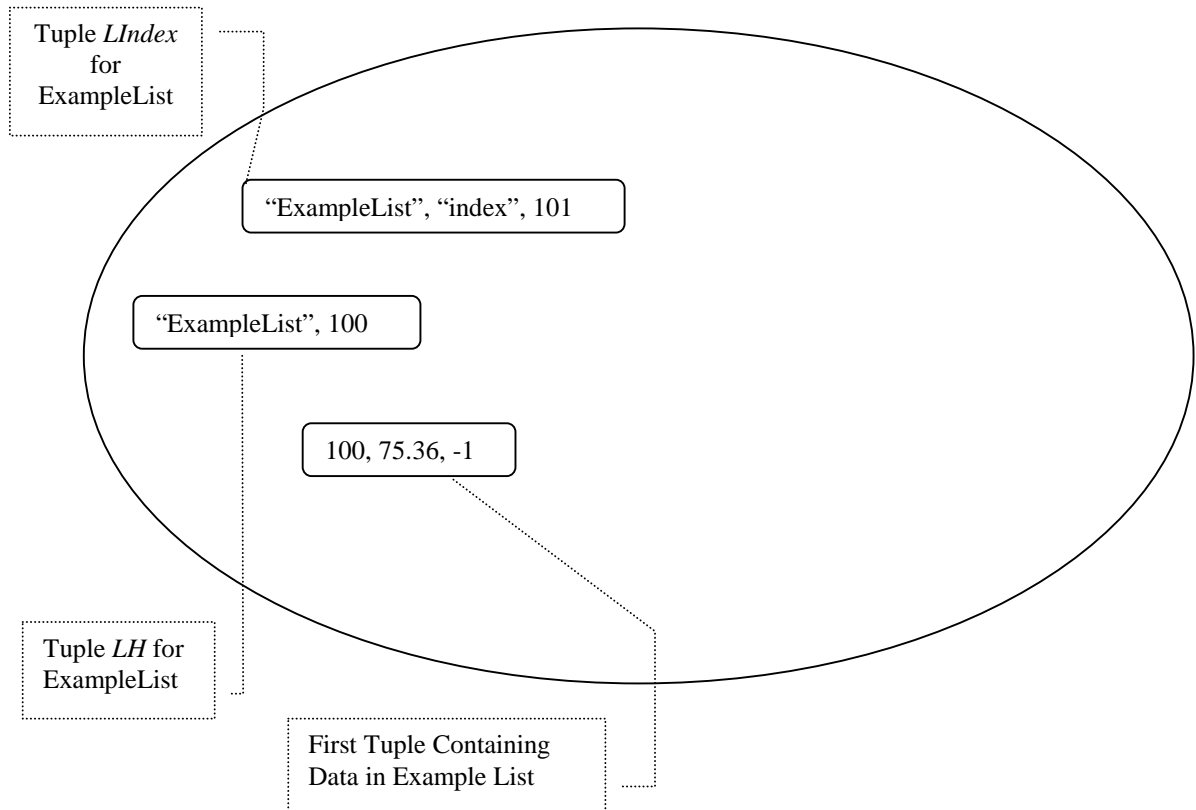 Tuple LIndex
for
ExampleList
“ExampleList”, “index”, 101
“ExampleList”, 100
100, 75.36, -1
Tuple LH for
ExampleList
First Tuple Containing
Data in Example List